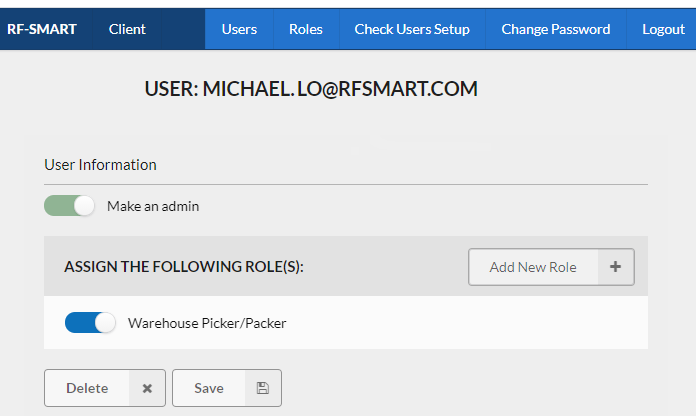 RF-SMART Client Users Roles Check Users Setup Change Password Logout
USER: MICHAEL.LO@RFSMART.COM
User Information
Make an admin
ASSIGN THE FOLLOWING ROLE(S): Add New Role +
Warehouse Picker/Packer
Delete Save